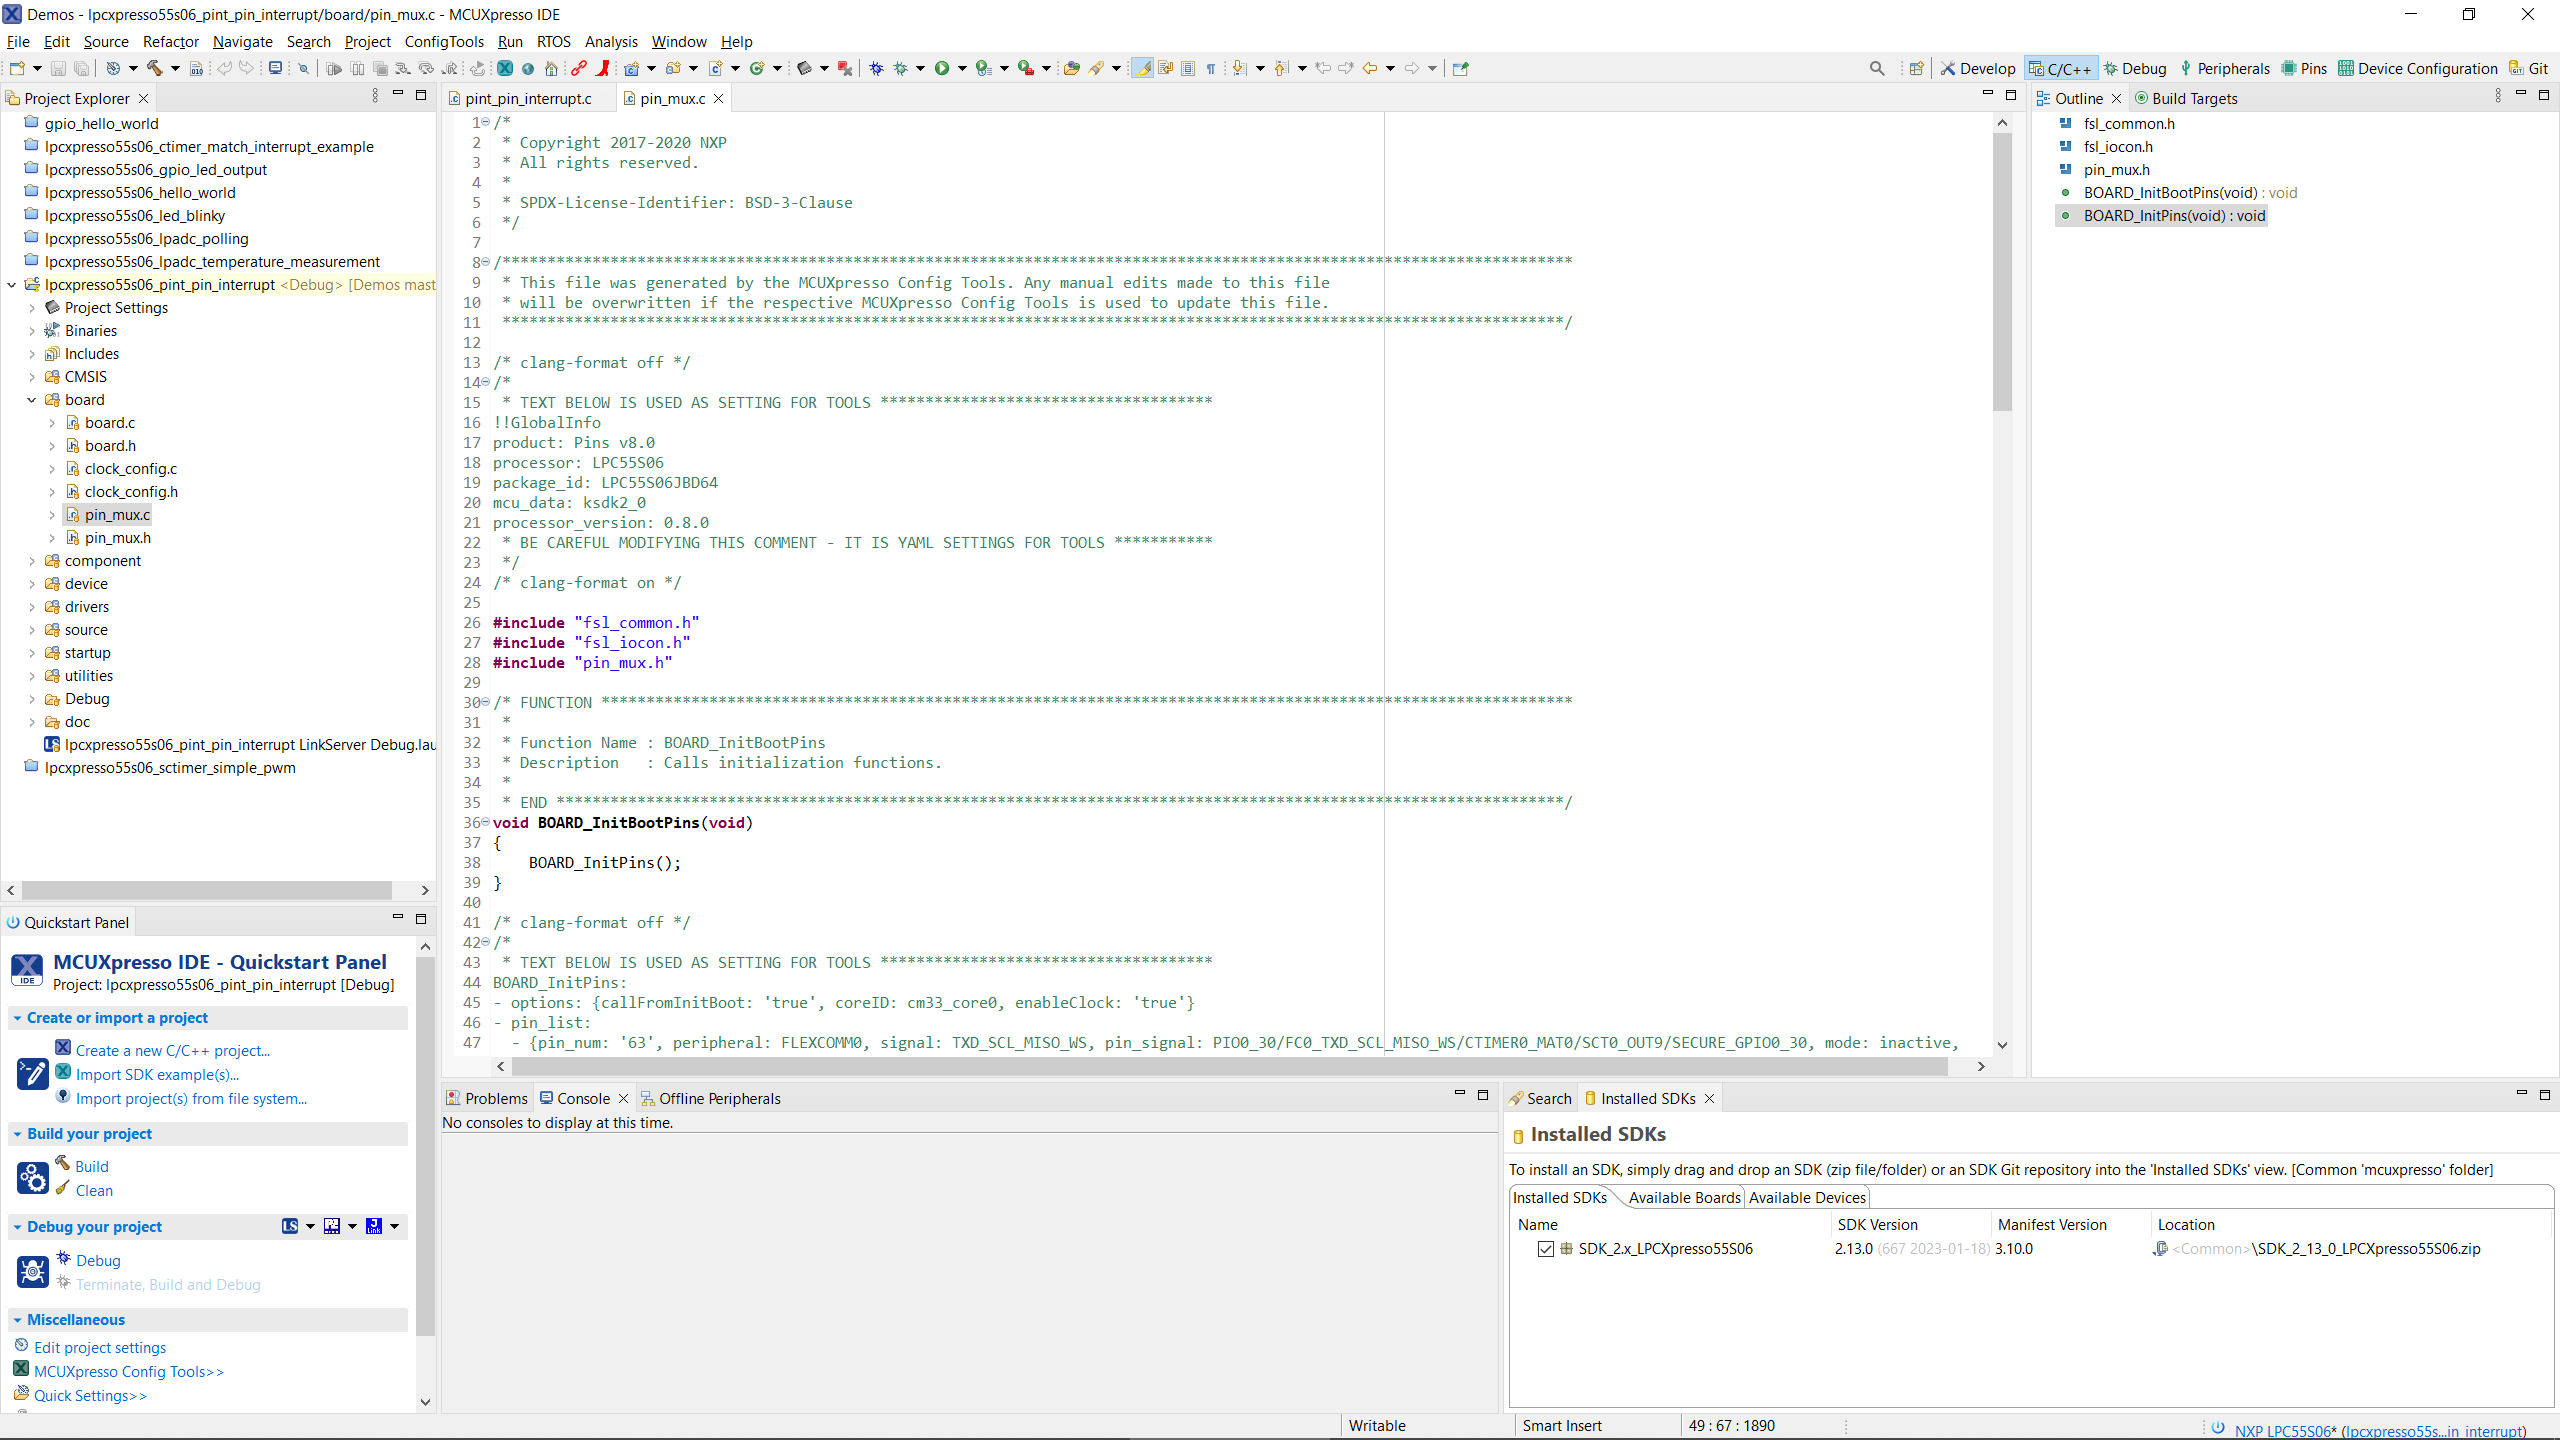 Demos - lpcxpresso55s06_pint_pin_interrupt/board/pin_mux.c - MCUXpresso IDE
File Edit Source Refactor Navigate Search Project ConfigTools Run RTOS Analysis Window Help
Develop C/C++ Debug Peripherals Pins Device Configuration Git
Project Explorer
gpio_hello_world
lpcxpresso55s06_ctimer_match_interrupt_example
lpcxpresso55s06_gpio_led_output
lpcxpresso55s06_hello_world
lpcxpresso55s06_led_blinky
lpcxpresso55s06_lpadc_polling
lpcxpresso55s06_lpadc_temperature_measurement
lpcxpresso55s06_pint_pin_interrupt <Debug> [Demos mast
Project Settings
Binaries
Includes
CMSIS
board
board.c
board.h
clock_config.c
clock_config.h
pin_mux.c
pin_mux.h
component
device
drivers
source
startup
utilities
Debug
doc
lpcxpresso55s06_pint_pin_interrupt LinkServer Debug.lau
lpcxpresso55s06_sctimer_simple_pwm
Quickstart Panel
MCUXpresso IDE - Quickstart Panel
IDE
Project: lpcxpresso55s06_pint_pin_interrupt [Debug]
Create or import a project
Create a new C/C++ project...
Import SDK example(s)...
Import project(s) from file system...
Build your project
Build
Clean
Debug your project
Debug
Terminate, Build and Debug
Miscellaneous
Edit project settings
MCUXpresso Config Tools>>
Quick Settings>>
pint_pin_interrupt.c pin_mux.c
1 /*
2 * Copyright 2017-2020 NXP
3 * All rights reserved.
4 *
5 * SPDX-License-Identifier: BSD-3-Clause
6 */
7
8 /***********************************************************************************************************************
9 * This file was generated by the MCUXpresso Config Tools. Any manual edits made to this file
10 * will be overwritten if the respective MCUXpresso Config Tools is used to update this file.
11 **********************************************************************************************************************/
12
13 /* clang-format off */
14 /*
15 * TEXT BELOW IS USED AS SETTING FOR TOOLS *************************************
16 !!GlobalInfo
17 product: Pins v8.0
18 processor: LPC55S06
19 package_id: LPC55S06JBD64
20 mcu_data: ksdk2_0
21 processor_version: 0.8.0
22 * BE CAREFUL MODIFYING THIS COMMENT - IT IS YAML SETTINGS FOR TOOLS ***********
23 */
24 /* clang-format on */
25
26 #include "fsl_common.h"
27 #include "fsl_iocon.h"
28 #include "pin_mux.h"
29
30 /* FUNCTION ************************************************************************************************************
31 *
32 * Function Name : BOARD_InitBootPins
33 * Description : Calls initialization functions.
34 *
35 * END ****************************************************************************************************************/
36 void BOARD_InitBootPins(void)
37 {
38 BOARD_InitPins();
39 }
40
41 /* clang-format off */
42 /*
43 * TEXT BELOW IS USED AS SETTING FOR TOOLS *************************************
44 BOARD_InitPins:
45 - options: {callFromInitBoot: 'true', coreID: cm33_core0, enableClock: 'true'}
46 - pin_list:
47 - {pin_num: '63', peripheral: FLEXCOMM0, signal: TXD_SCL_MISO_WS, pin_signal: PIO0_30/FC0_TXD_SCL_MISO_WS/CTIMER0_MAT0/SCT0_OUT9/SECURE_GPIO0_30, mode: inactive,
Outline Build Targets
fsl_common.h
fsl_iocon.h
pin_mux.h
BOARD_InitBootPins(void) : void
BOARD_InitPins(void) : void
Problems Console Offline Peripherals
No consoles to display at this time.
Search Installed SDKs
Installed SDKs
To install an SDK, simply drag and drop an SDK (zip file/folder) or an SDK Git repository into the 'Installed SDKs' view. [Common 'mcuxpresso' folder]
Installed SDKs Available Boards Available Devices
Name SDK Version Manifest Version Location
SDK_2.x_LPCXpresso55S06 2.13.0 (667 2023-01-18) 3.10.0 <Common>\SDK_2_13_0_LPCXpresso55S06.zip
Writable Smart Insert 49 : 67 : 1890
NXP LPC55S06* (lpcxpresso55s...in_interrupt)